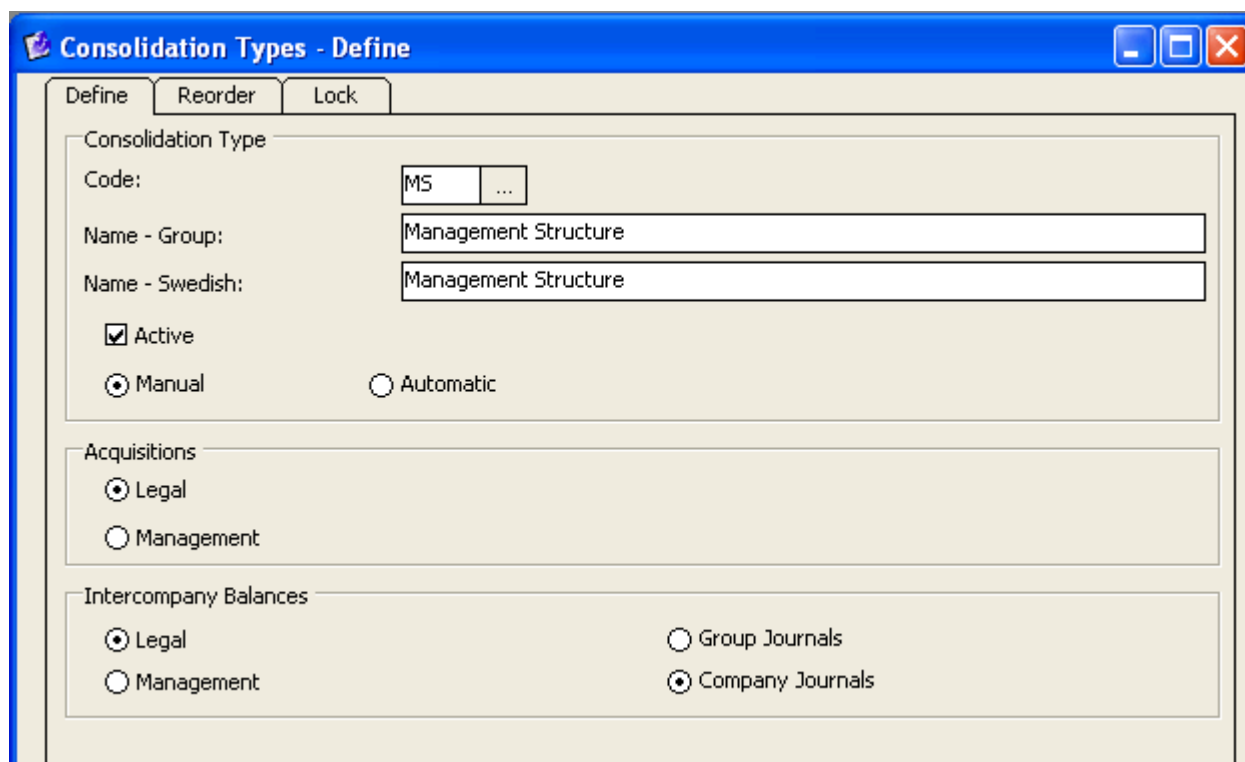 Consolidation Types - Define
Define Reorder Lock
Consolidation Type
Code: MS ...
Name - Group: Management Structure
Name - Swedish: Management Structure
Active
Manual Automatic
Acquisitions
Legal
Management
Intercompany Balances
Legal Group Journals
Management Company Journals